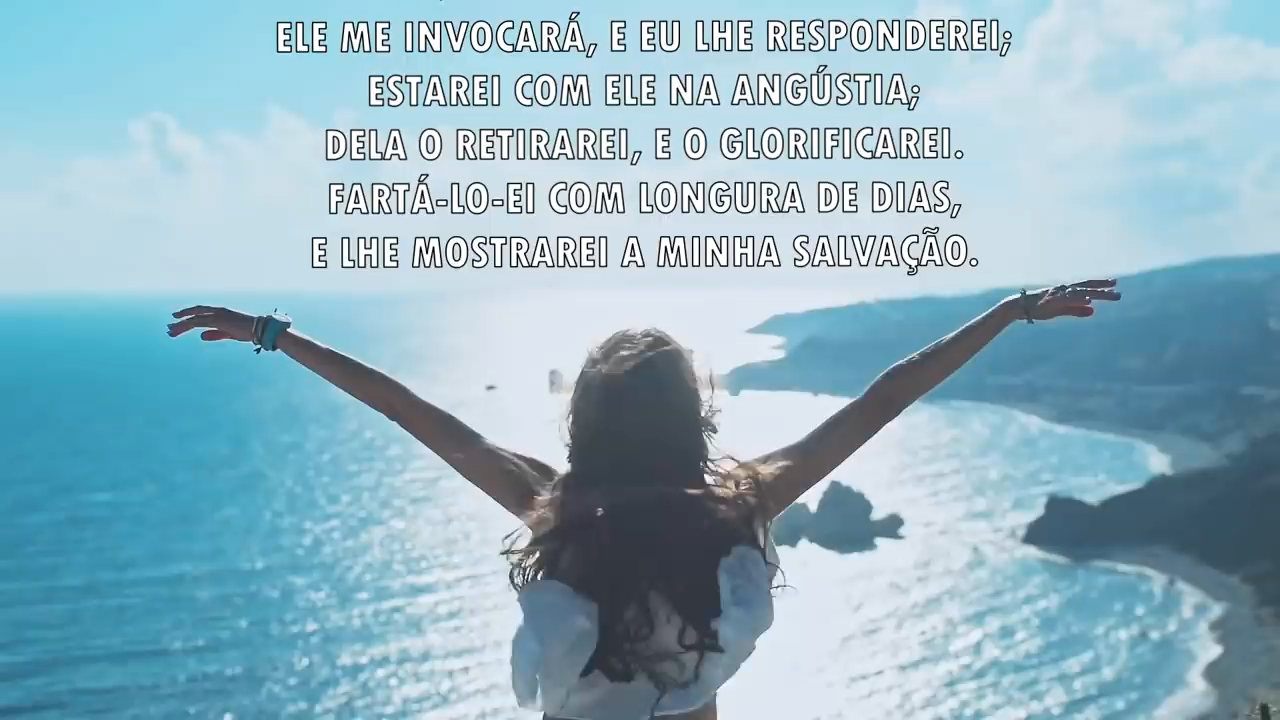 ELE ME INVOCARÁ, E EU LHE RESPONDEREI;
ESTAREI COM ELE NA ANGÚSTIA;
DELA O RETIRAREI, E O GLORIFICAREI.
FARTÁ-LO-EI COM LONGURA DE DIAS,
E LHE MOSTRAREI A MINHA SALVAÇÃO.